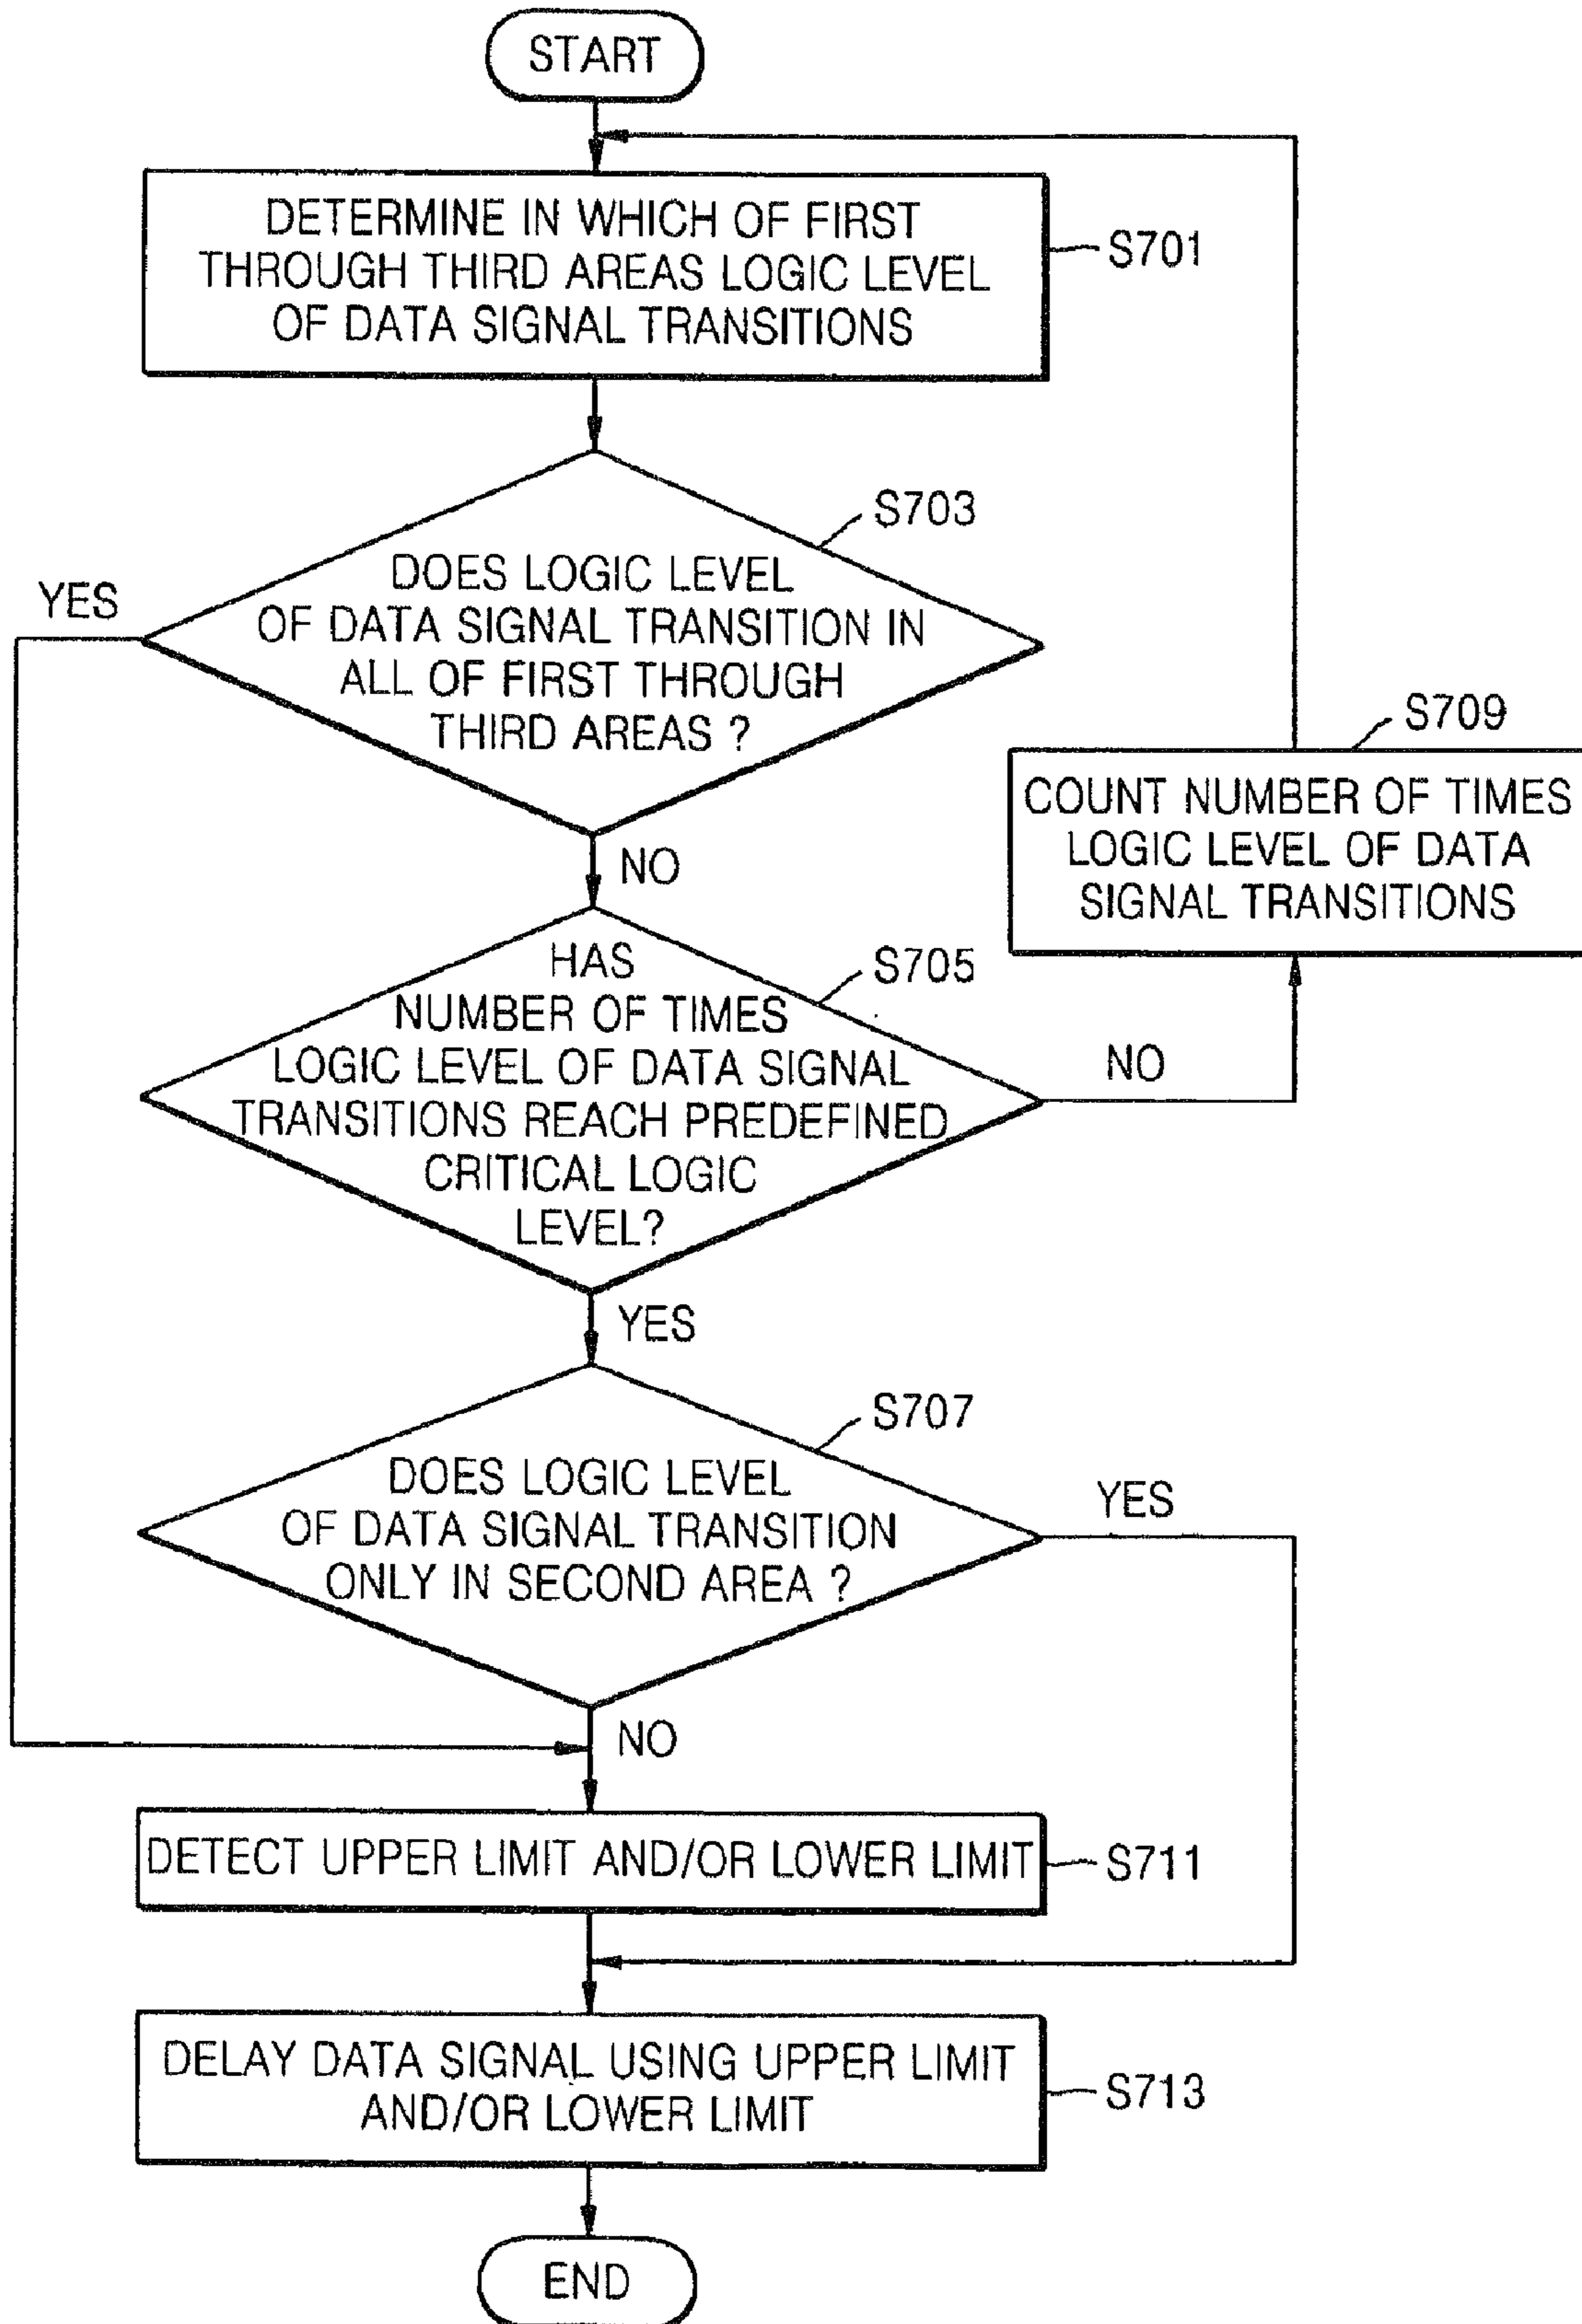 START
DETERMINE IN WHICH OF FIRST
THROUGH THIRD AREAS LOGIC LEVEL
OF DATA SIGNAL TRANSITIONS
S701
S703
DOES LOGIC LEVEL
OF DATA SIGNAL TRANSITION IN
ALL OF FIRST THROUGH
THIRD AREAS ?
YES
NO
S709
COUNT NUMBER OF TIMES
LOGIC LEVEL OF DATA
SIGNAL TRANSITIONS
S705
HAS
NUMBER OF TIMES
LOGIC LEVEL OF DATA SIGNAL
TRANSITIONS REACH PREDEFINED
CRITICAL LOGIC
LEVEL?
NO
YES
S707
DOES LOGIC LEVEL
OF DATA SIGNAL TRANSITION
ONLY IN SECOND AREA ?
YES
NO
DETECT UPPER LIMIT AND/OR LOWER LIMIT
S711
DELAY DATA SIGNAL USING UPPER LIMIT
AND/OR LOWER LIMIT
S713
END